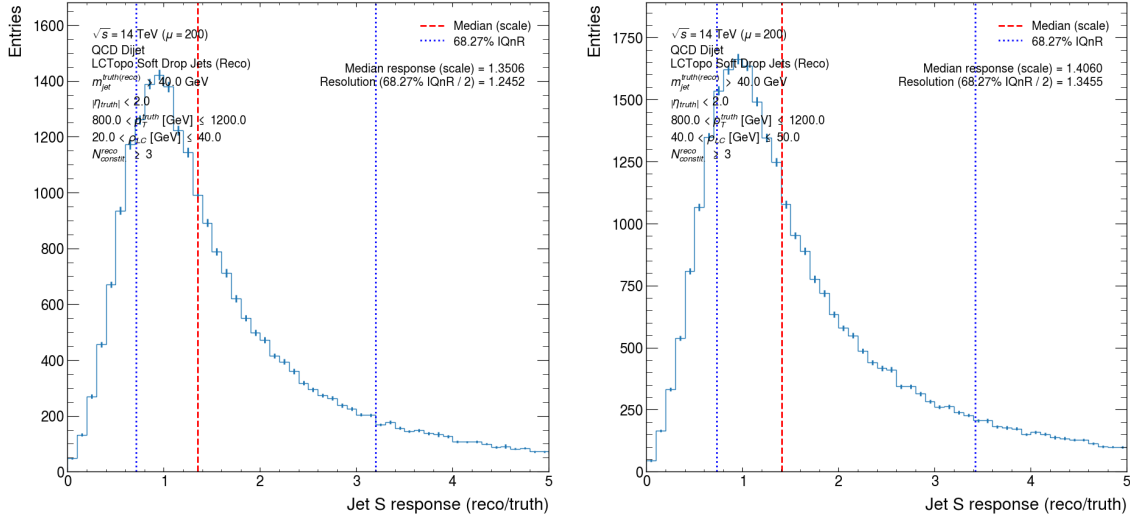 Entries
√s = 14 TeV (μ = 200)
QCD Dijet
LCTopo Soft Drop Jets (Reco)
m_jet^truth(reco) > 40.0 GeV
|η_truth| < 2.0
800.0 < p_T^truth [GeV] ≤ 1200.0
20.0 < ρ_LC [GeV] ≤ 40.0
N_constit^reco ≥ 3
Median (scale)
68.27% IQnR
Median response (scale) = 1.3506
Resolution (68.27% IQnR / 2) = 1.2452
1400
1200
1000
800
600
400
200
0
0 1 2 3 4 5
Jet S response (reco/truth)
Entries
√s = 14 TeV (μ = 200)
QCD Dijet
LCTopo Soft Drop Jets (Reco)
m_jet^truth(reco) > 40.0 GeV
|η_truth| < 2.0
800.0 < p_T^truth [GeV] ≤ 1200.0
40.0 < ρ_LC [GeV] ≤ 50.0
N_constit^reco ≥ 3
Median (scale)
68.27% IQnR
Median response (scale) = 1.4060
Resolution (68.27% IQnR / 2) = 1.3455
1750
1500
1250
1000
750
500
250
0
0 1 2 3 4 5
Jet S response (reco/truth)